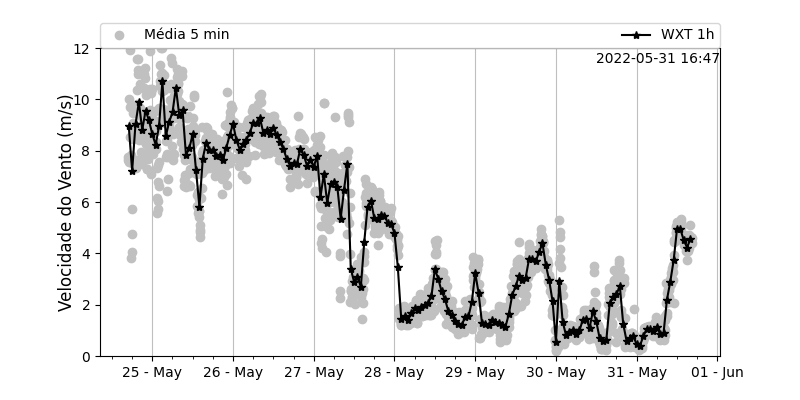 Média 5 min
WXT 1h
2022-05-31 16:47
Velocidade do Vento (m/s)
12
10
8
6
4
2
0
25 - May
26 - May
27 - May
28 - May
29 - May
30 - May
31 - May
01 - Jun